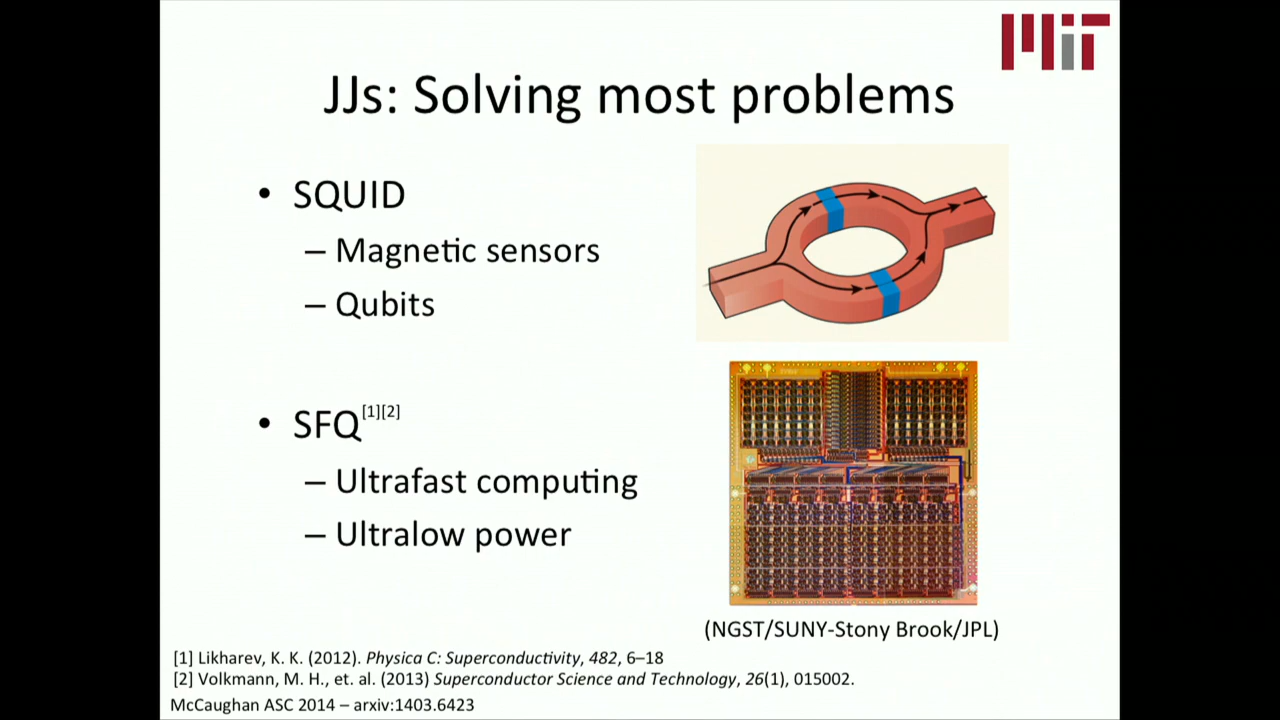 MIT
JJs: Solving most problems
• SQUID
– Magnetic sensors
– Qubits
• SFQ[1][2]
– Ultrafast computing
– Ultralow power
(NGST/SUNY-Stony Brook/JPL)
[1] Likharev, K. K. (2012). Physica C: Superconductivity, 482, 6–18
[2] Volkmann, M. H., et. al. (2013) Superconductor Science and Technology, 26(1), 015002.
McCaughan ASC 2014 – arxiv:1403.6423